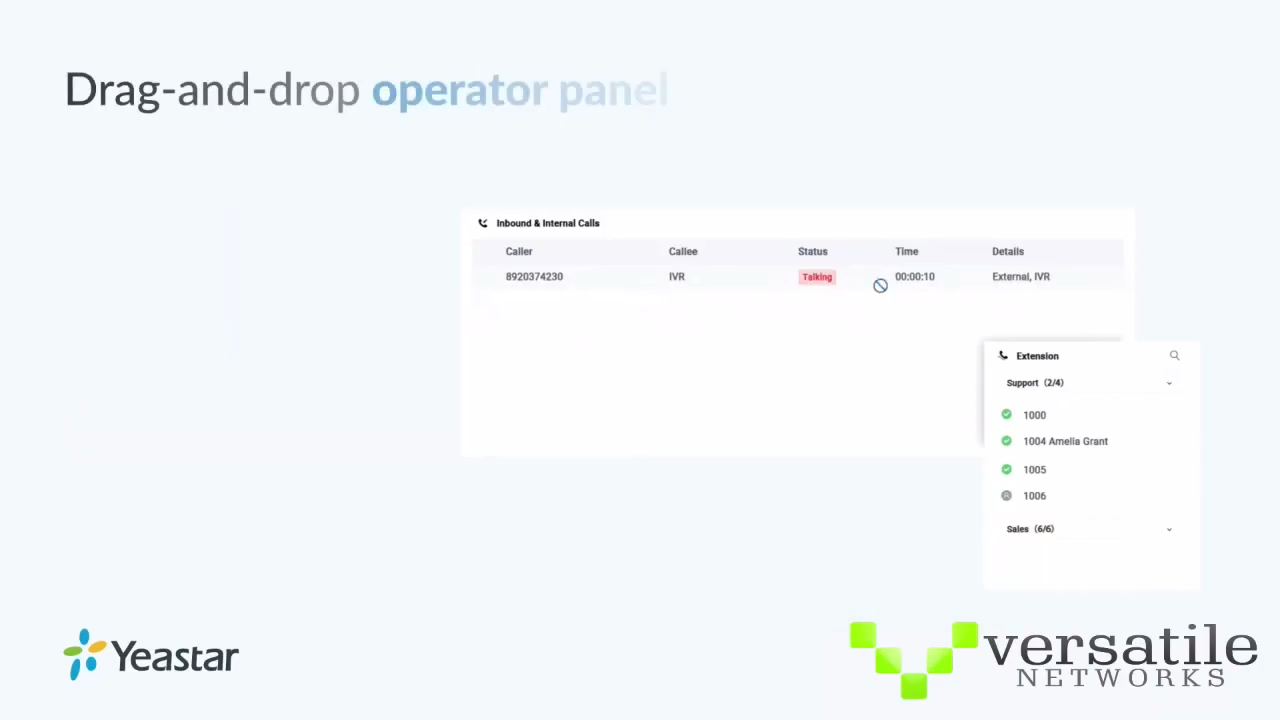 Drag-and-drop operator panel
Inbound & Internal Calls
Caller Callee Status Time Details
8920374230 IVR Talking 00:00:10 External, IVR
Extension
Support (2/4)
1000
1004 Amelia Grant
1005
1006
Sales (6/6)
Yeastar
versatile
NETWORKS